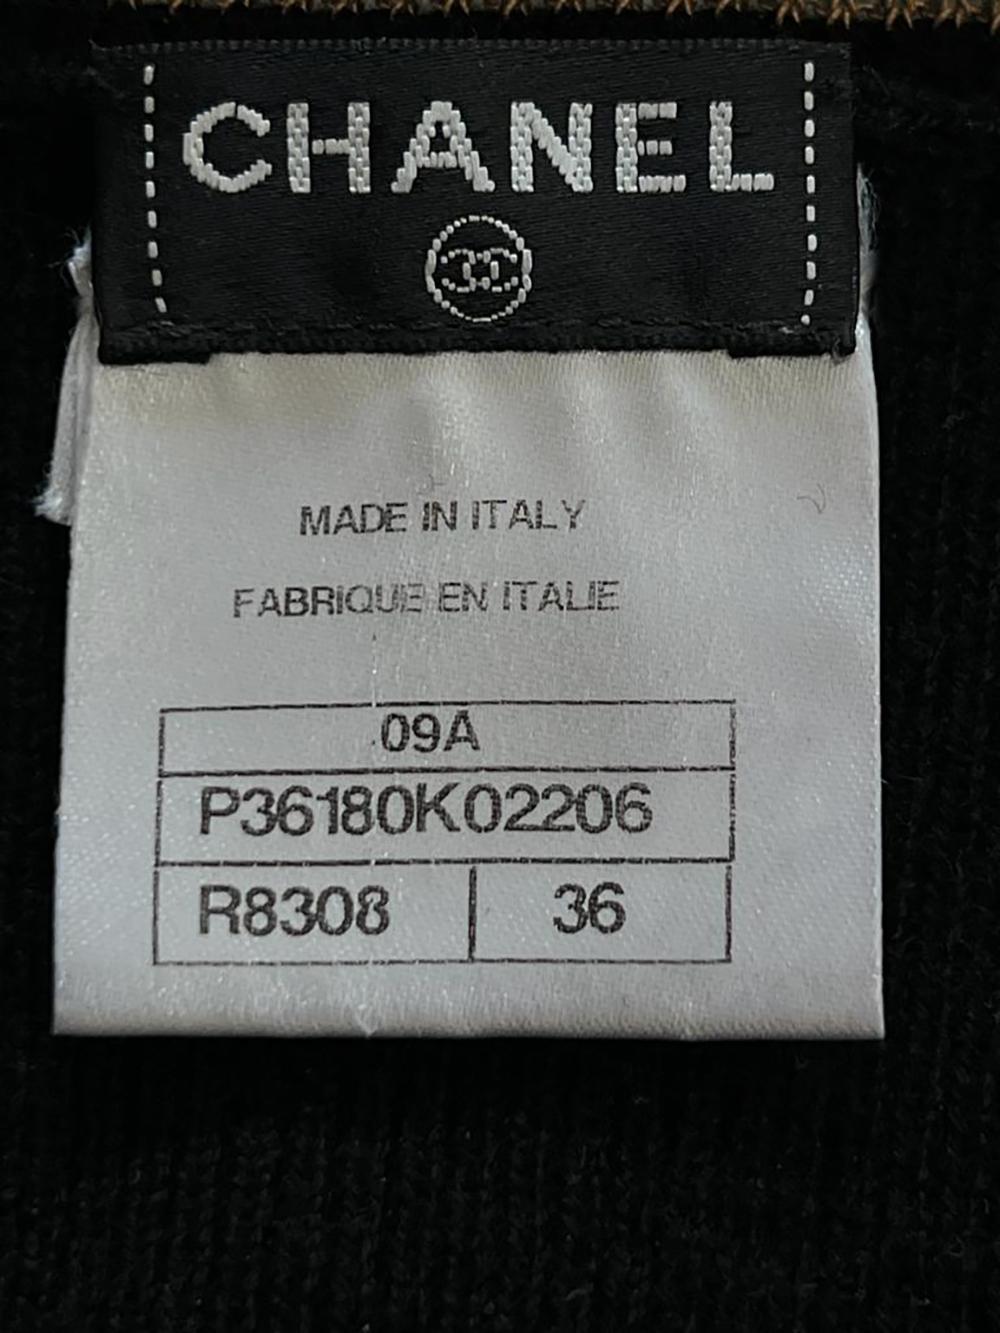 CHANEL
MADE IN ITALY
FABRIQUE EN ITALIE
09A
P36180K02206
R8308 36